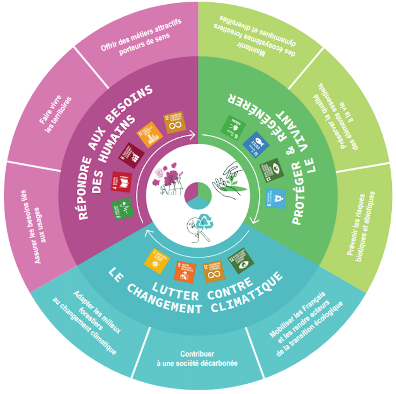 RÉPONDRE AUX BESOINS
DES HUMAINS
Assurer les besoins liés
aux usages
Faire vivre
les territoires
Offrir des métiers attractifs
porteurs de sens
PROTÉGER & RÉGÉNERER
LE VIVANT
Maintenir
des écosystèmes forestiers
dynamiques et diversifiés
Préserver la qualité
des éléments essentiels
à la vie
Prévenir les risques
biotiques et abiotiques
LUTTER CONTRE
LE CHANGEMENT CLIMATIQUE
Mobiliser les Français
et les rendre acteurs
de la transition écologique
Contribuer
à une société décarbonée
Adapter les milieux
forestiers
au changement climatique